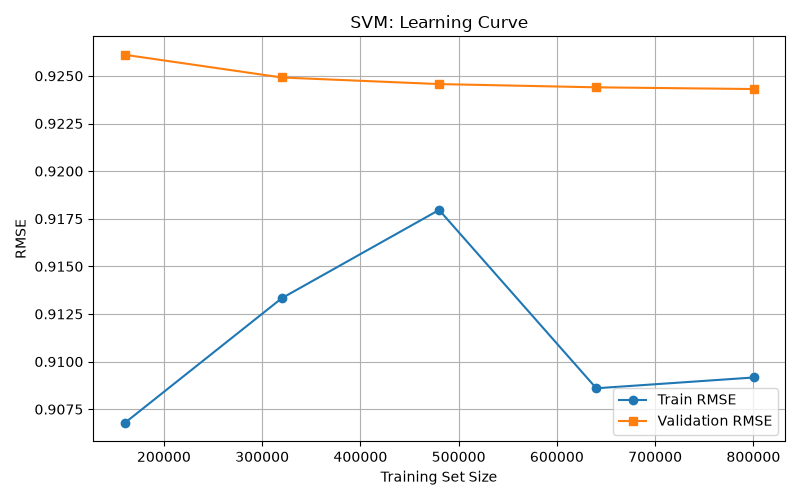 SVM: Learning Curve
RMSE
0.9250
0.9225
0.9200
0.9175
0.9150
0.9125
0.9100
0.9075
Train RMSE
Validation RMSE
200000 300000 400000 500000 600000 700000 800000
Training Set Size